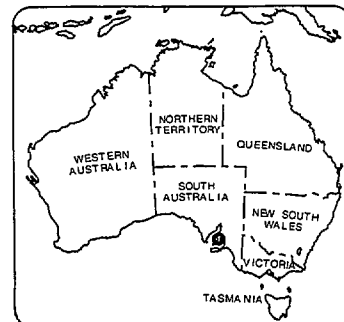 NORTHERN
TERRITORY
QUEENSLAND
WESTERN
AUSTRALIA
SOUTH
AUSTRALIA
NEW SOUTH
WALES
VICTORIA
TASMANIA